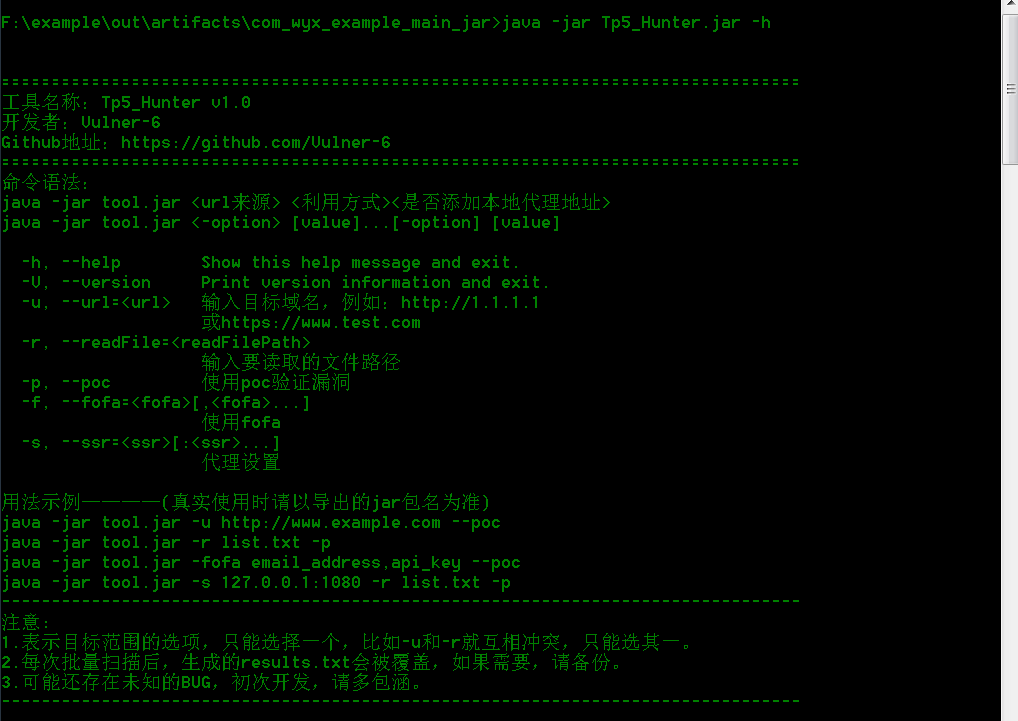 F:\example\out\artifacts\com_wyx_example_main_jar>java -jar Tp5_Hunter.jar -h
================================================================================
工具名称：Tp5_Hunter v1.0
开发者：Vulner-6
Github地址：https://github.com/Vulner-6
================================================================================
命令语法：
java -jar tool.jar <url来源> <利用方式><是否添加本地代理地址>
java -jar tool.jar <-option> [value]...[-option] [value]
-h, --help Show this help message and exit.
-V, --version Print version information and exit.
-u, --url=<url> 输入目标域名，例如：http://1.1.1.1
或https://www.test.com
-r, --readFile=<readFilePath>
输入要读取的文件路径
-p, --poc 使用poc验证漏洞
-f, --fofa=<fofa>[,<fofa>...]
使用fofa
-s, --ssr=<ssr>[:<ssr>...]
代理设置
用法示例————(真实使用时请以导出的jar包名为准)
java -jar tool.jar -u http://www.example.com --poc
java -jar tool.jar -r list.txt -p
java -jar tool.jar -fofa email_address,api_key --poc
java -jar tool.jar -s 127.0.0.1:1080 -r list.txt -p
--------------------------------------------------------------------------------
注意：
1.表示目标范围的选项，只能选择一个，比如-u和-r就互相冲突，只能选其一。
2.每次批量扫描后，生成的results.txt会被覆盖，如果需要，请备份。
3.可能还存在未知的BUG，初次开发，请多包涵。
--------------------------------------------------------------------------------